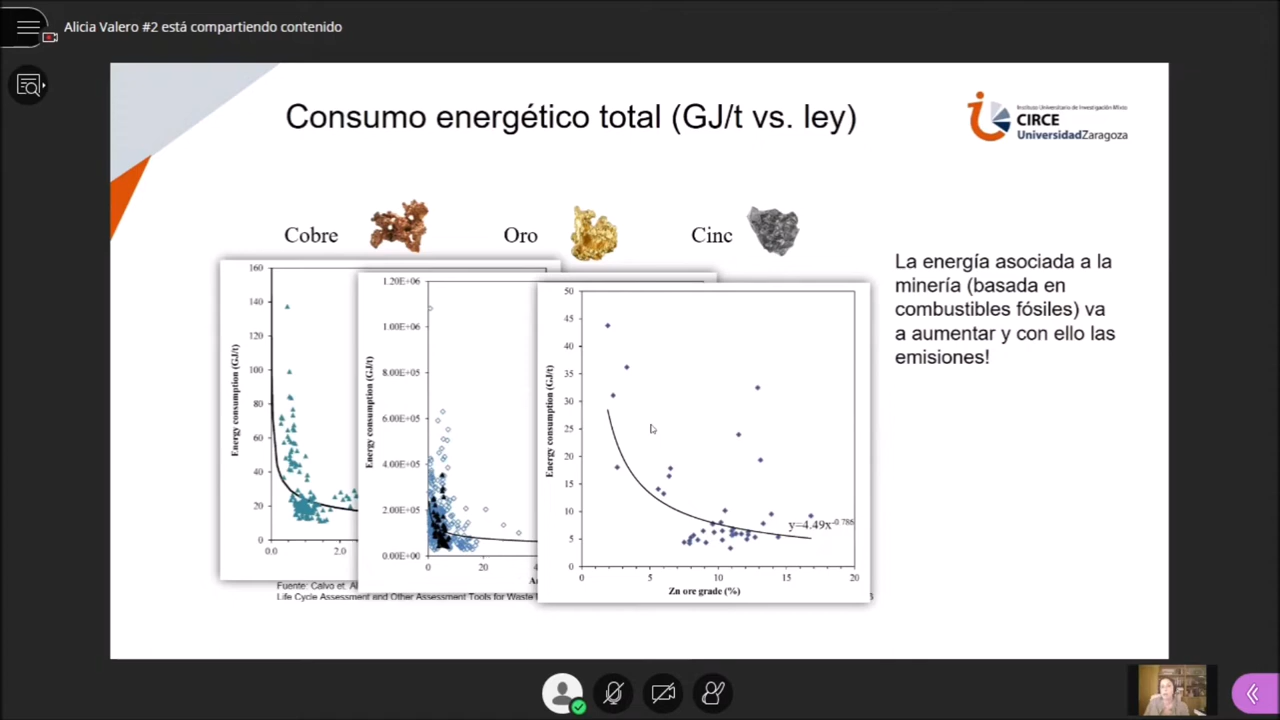 Alicia Valero #2 está compartiendo contenido
Consumo energético total (GJ/t vs. ley)
Instituto Universitario de Investigación Mixto
CIRCE
UniversidadZaragoza
Cobre
Oro
Cinc
La energía asociada a la
minería (basada en
combustibles fósiles) va
a aumentar y con ello las
emisiones!
160
140
120
100
80
60
40
20
0
Energy consumption (GJ/t)
0.0
2.0
1.20E+06
1.00E+06
8.00E+05
6.00E+05
4.00E+05
2.00E+05
0.00E+00
Energy consumption (GJ/t)
0
20
50
45
40
35
30
25
20
15
10
5
0
Energy consumption (GJ/t)
y=4.49x-0.786
0
5
10
15
20
Zn ore grade (%)
Fuente: Calvo et.
Life Cycle Assessment and Other Assessment Tools for Waste